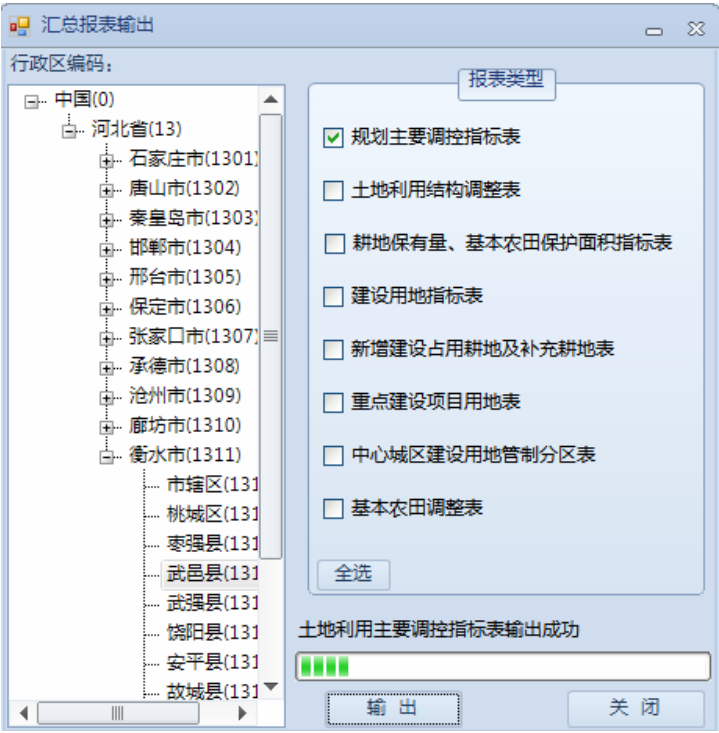 汇总报表输出
行政区编码：
中国(0)
河北省(13)
石家庄市(1301)
唐山市(1302)
秦皇岛市(1303)
邯郸市(1304)
邢台市(1305)
保定市(1306)
张家口市(1307)
承德市(1308)
沧州市(1309)
廊坊市(1310)
衡水市(1311)
市辖区(131
桃城区(131
枣强县(131
武邑县(131
武强县(131
饶阳县(131
安平县(131
故城县(131
报表类型
规划主要调控指标表
土地利用结构调整表
耕地保有量、基本农田保护面积指标表
建设用地指标表
新增建设占用耕地及补充耕地表
重点建设项目用地表
中心城区建设用地管制分区表
基本农田调整表
全选
土地利用主要调控指标表输出成功
输 出
关 闭